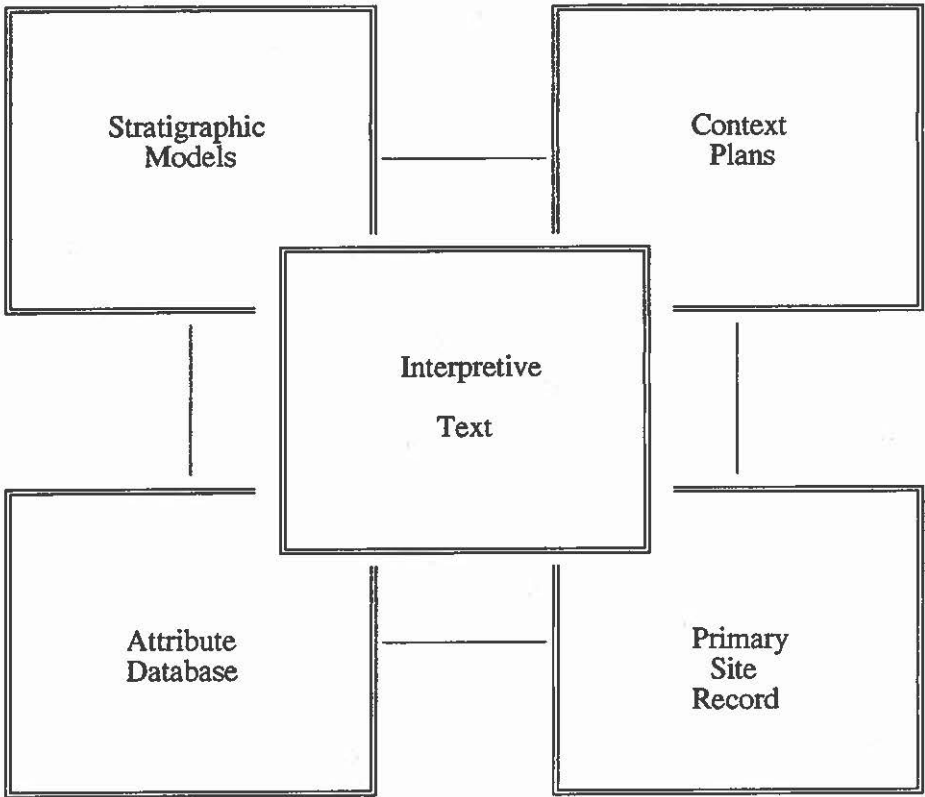 Stratigraphic
Models
Context
Plans
Interpretive
Text
Attribute
Database
Primary
Site
Record